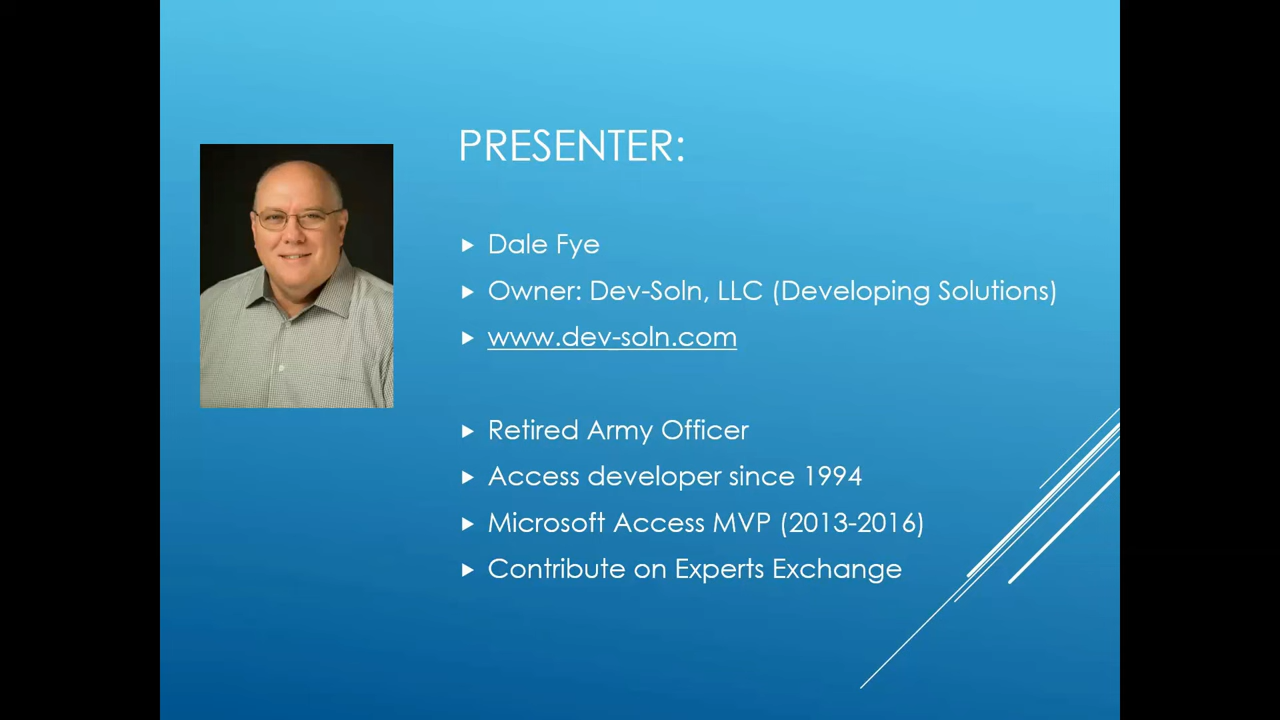 PRESENTER:
Dale Fye
Owner: Dev-Soln, LLC (Developing Solutions)
www.dev-soln.com
Retired Army Officer
Access developer since 1994
Microsoft Access MVP (2013-2016)
Contribute on Experts Exchange